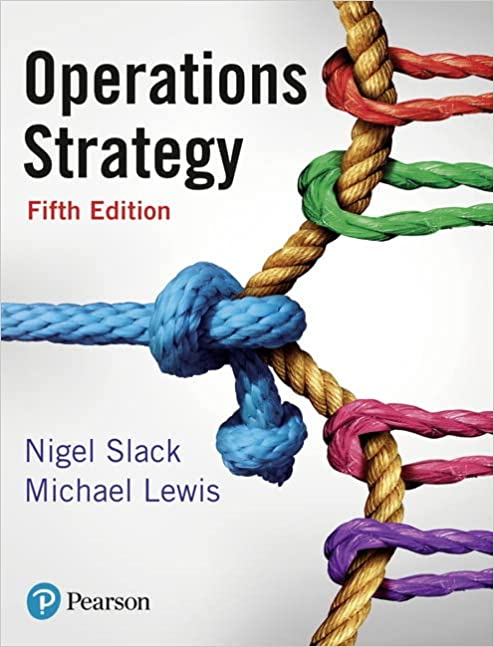 Operations
Strategy
Fifth Edition
Nigel Slack
Michael Lewis
P Pearson